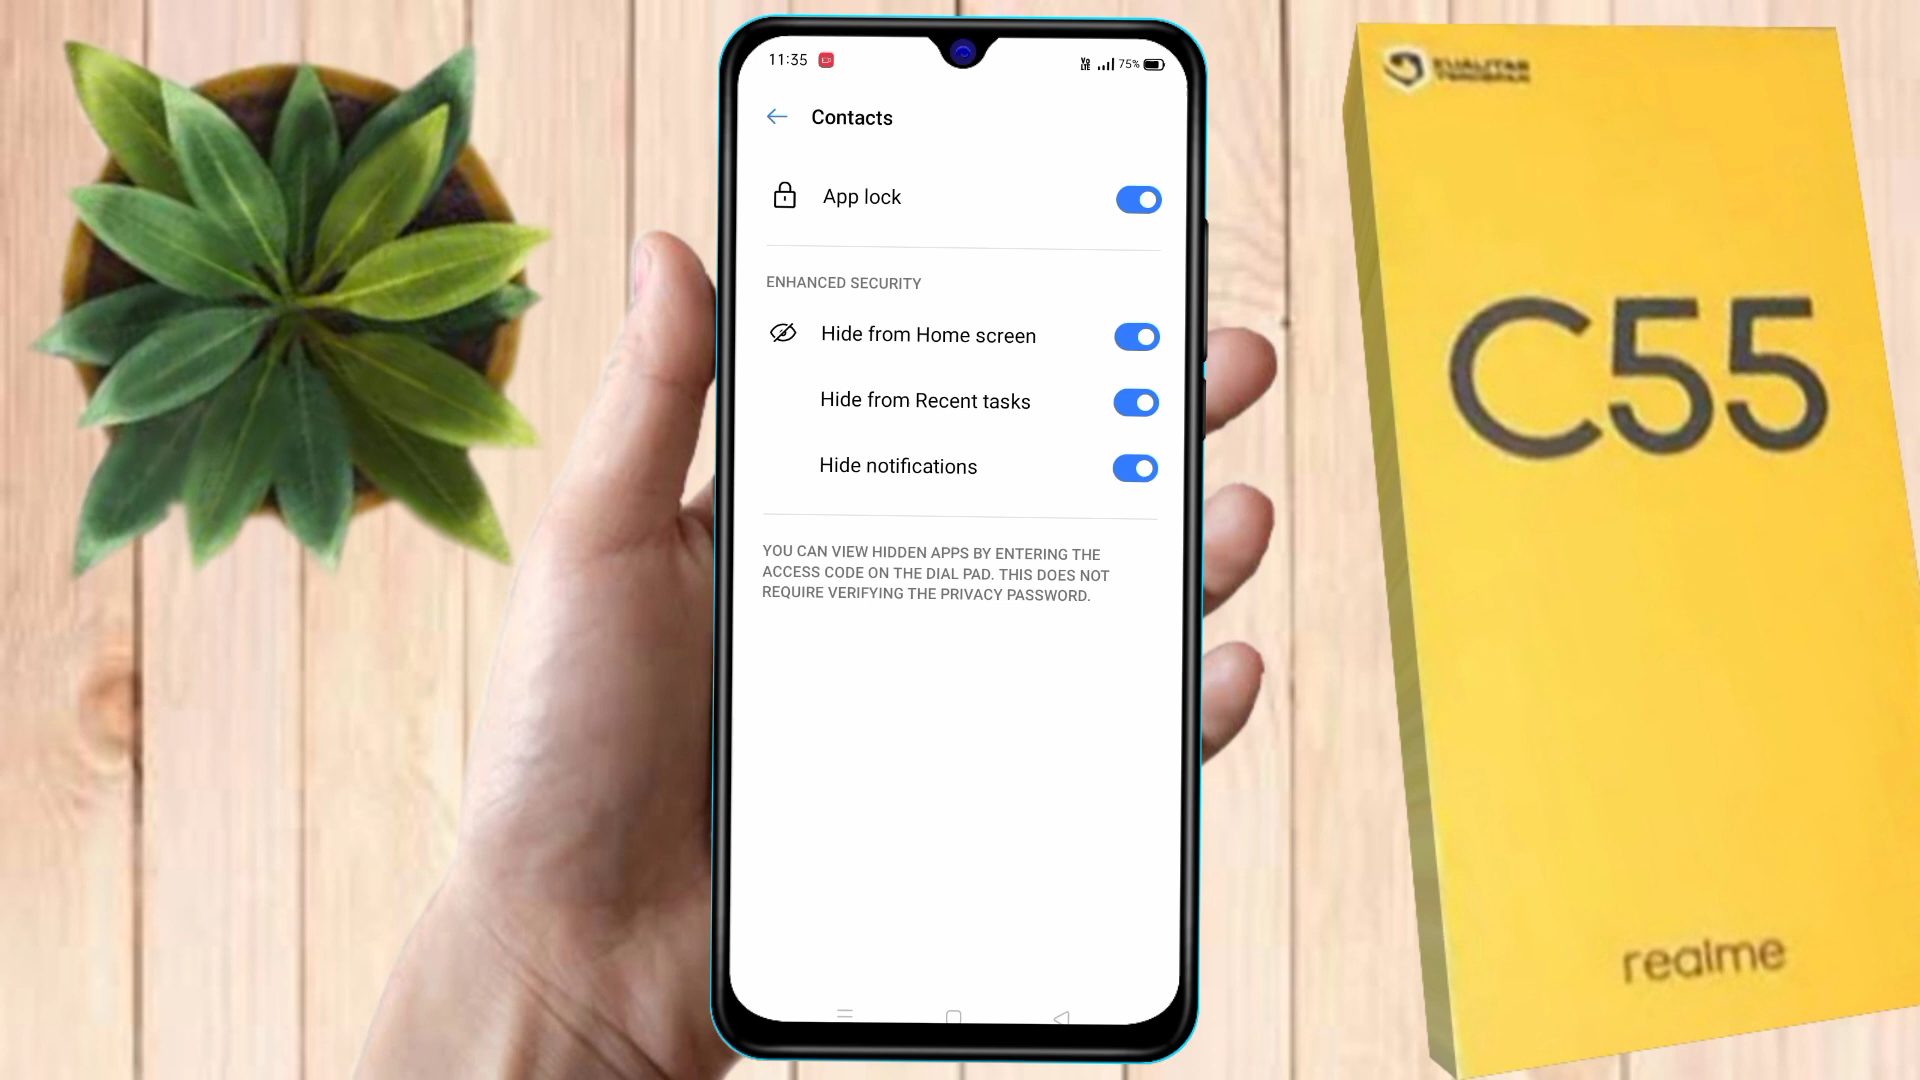 11:35
Vo LTE 75%
Contacts
App lock
ENHANCED SECURITY
Hide from Home screen
Hide from Recent tasks
Hide notifications
YOU CAN VIEW HIDDEN APPS BY ENTERING THE
ACCESS CODE ON THE DIAL PAD. THIS DOES NOT
REQUIRE VERIFYING THE PRIVACY PASSWORD.
C55
realme